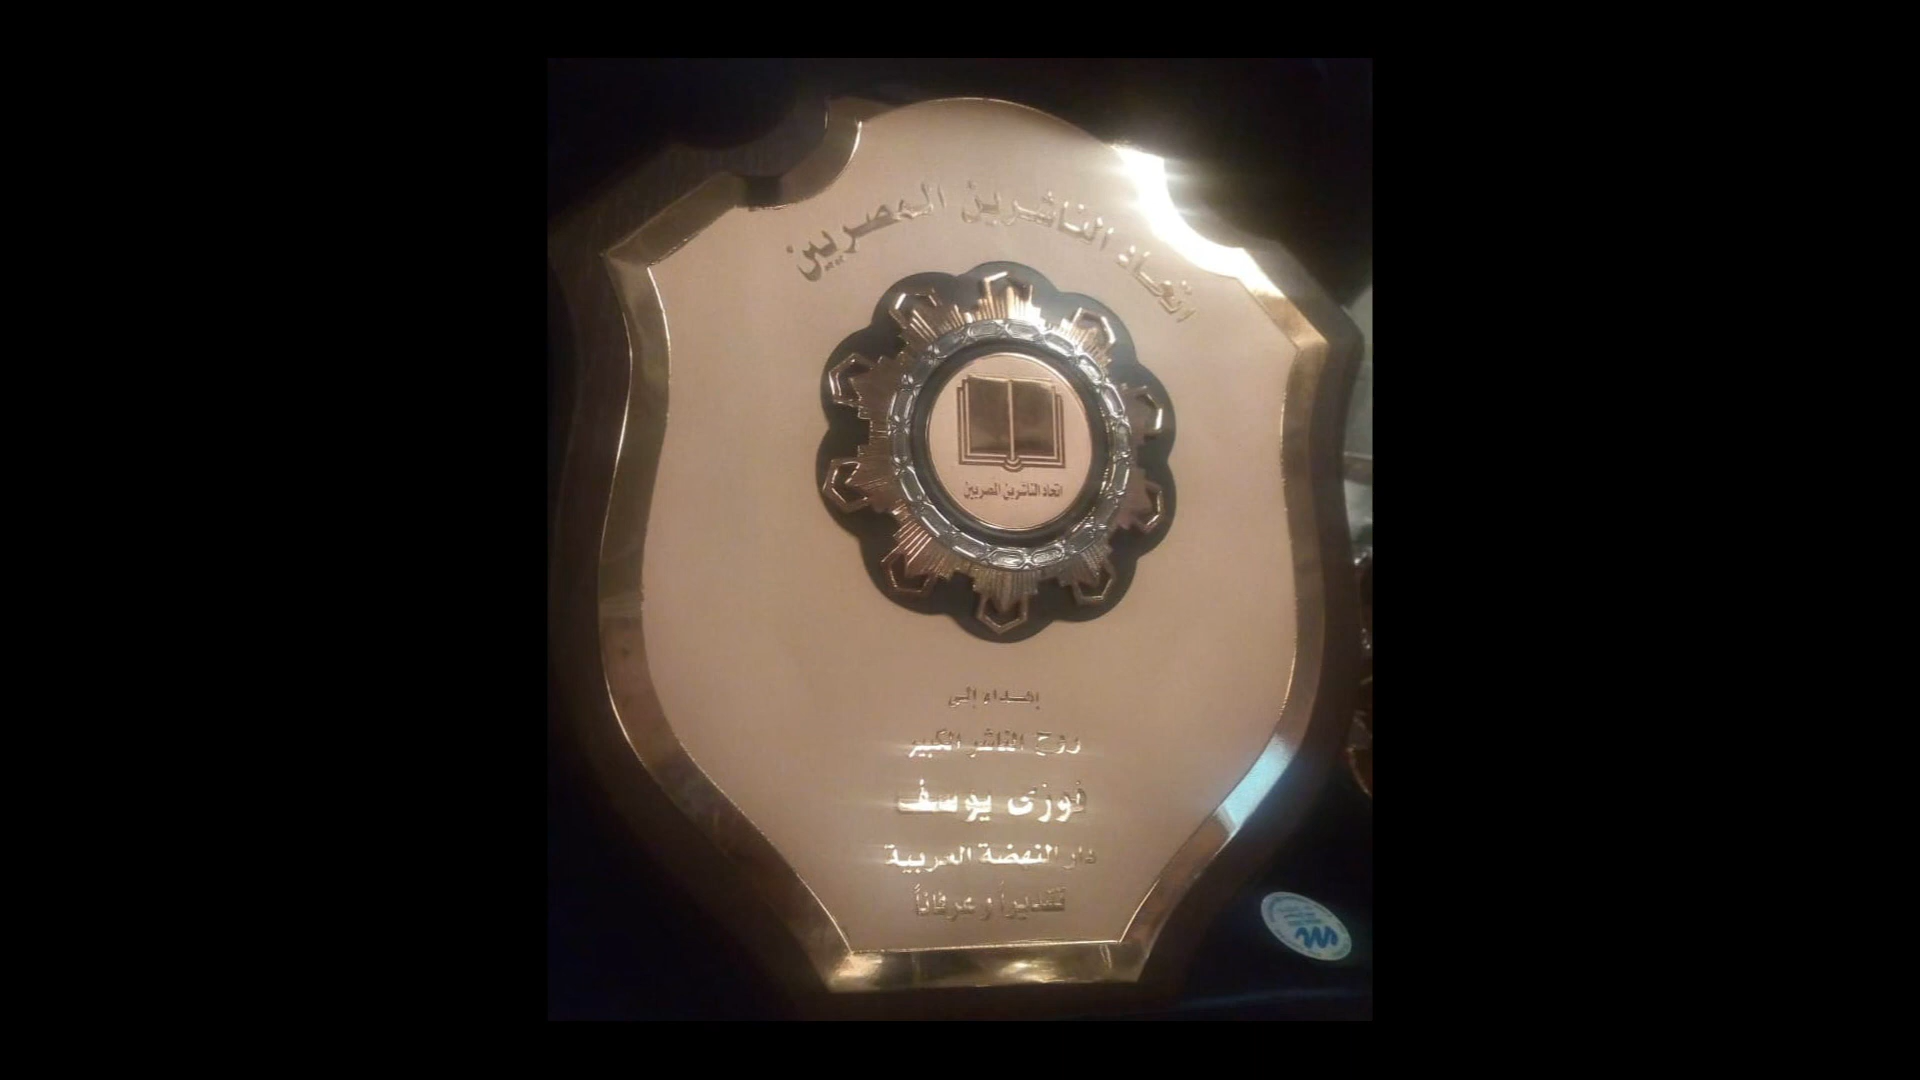 اتحاد الناشرين المصريين
اتحاد الناشرين المصريين
إهداء إلى
روح الناشر الكبير
فوزى يوسف
دار النهضة العربية
تقديراً وعرفاناً